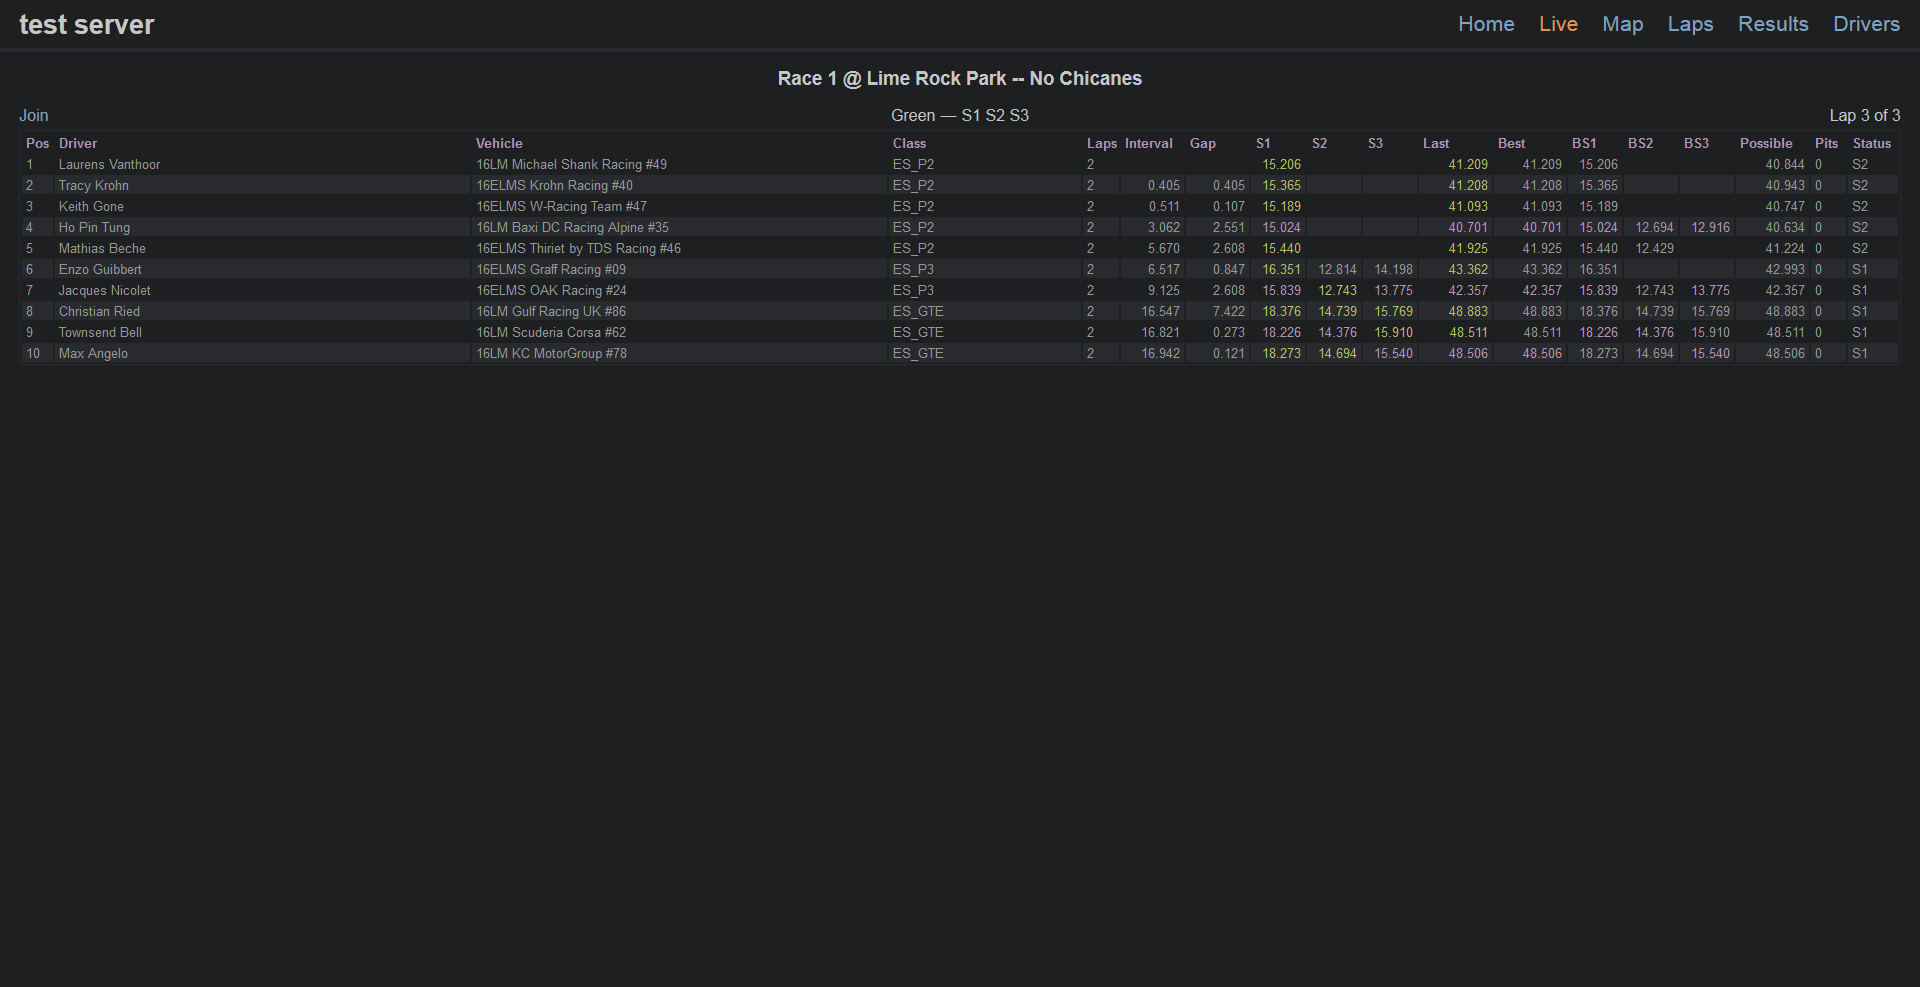 test server Home Live Map Laps Results Drivers
Race 1 @ Lime Rock Park -- No Chicanes
Join Green — S1 S2 S3 Lap 3 of 3
Pos Driver Vehicle Class Laps Interval Gap S1 S2 S3 Last Best BS1 BS2 BS3 Possible Pits Status
1 Laurens Vanthoor 16LM Michael Shank Racing #49 ES_P2 2 15.206 41.209 41.209 15.206 40.844 0 S2
2 Tracy Krohn 16ELMS Krohn Racing #40 ES_P2 2 0.405 0.405 15.365 41.208 41.208 15.365 40.943 0 S2
3 Keith Gone 16ELMS W-Racing Team #47 ES_P2 2 0.511 0.107 15.189 41.093 41.093 15.189 40.747 0 S2
4 Ho Pin Tung 16LM Baxi DC Racing Alpine #35 ES_P2 2 3.062 2.551 15.024 40.701 40.701 15.024 12.694 12.916 40.634 0 S2
5 Mathias Beche 16ELMS Thiriet by TDS Racing #46 ES_P2 2 5.670 2.608 15.440 41.925 41.925 15.440 12.429 41.224 0 S2
6 Enzo Guibbert 16ELMS Graff Racing #09 ES_P3 2 6.517 0.847 16.351 12.814 14.198 43.362 43.362 16.351 42.993 0 S1
7 Jacques Nicolet 16ELMS OAK Racing #24 ES_P3 2 9.125 2.608 15.839 12.743 13.775 42.357 42.357 15.839 12.743 13.775 42.357 0 S1
8 Christian Ried 16LM Gulf Racing UK #86 ES_GTE 2 16.547 7.422 18.376 14.739 15.769 48.883 48.883 18.376 14.739 15.769 48.883 0 S1
9 Townsend Bell 16LM Scuderia Corsa #62 ES_GTE 2 16.821 0.273 18.226 14.376 15.910 48.511 48.511 18.226 14.376 15.910 48.511 0 S1
10 Max Angelo 16LM KC MotorGroup #78 ES_GTE 2 16.942 0.121 18.273 14.694 15.540 48.506 48.506 18.273 14.694 15.540 48.506 0 S1